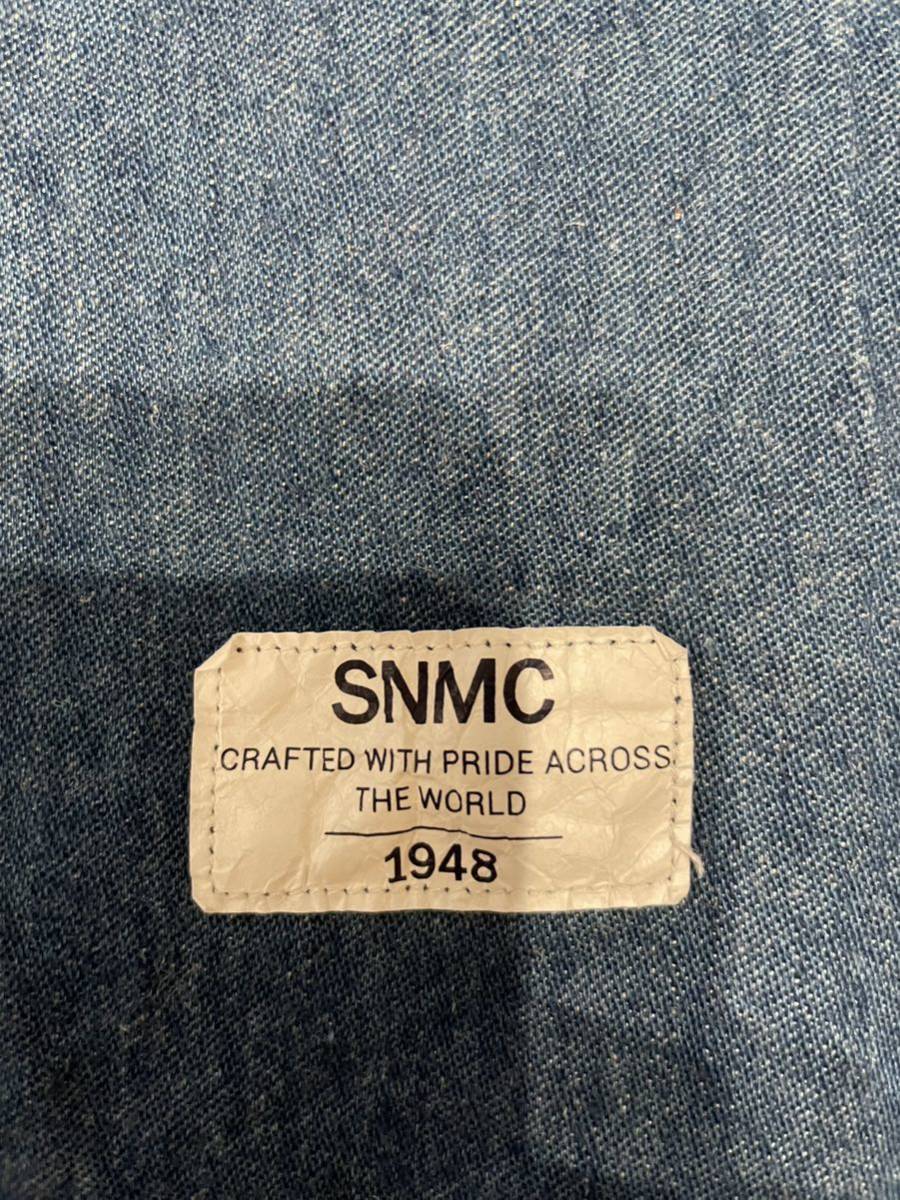 SNMC
CRAFTED WITH PRIDE ACROSS
THE WORLD
1948